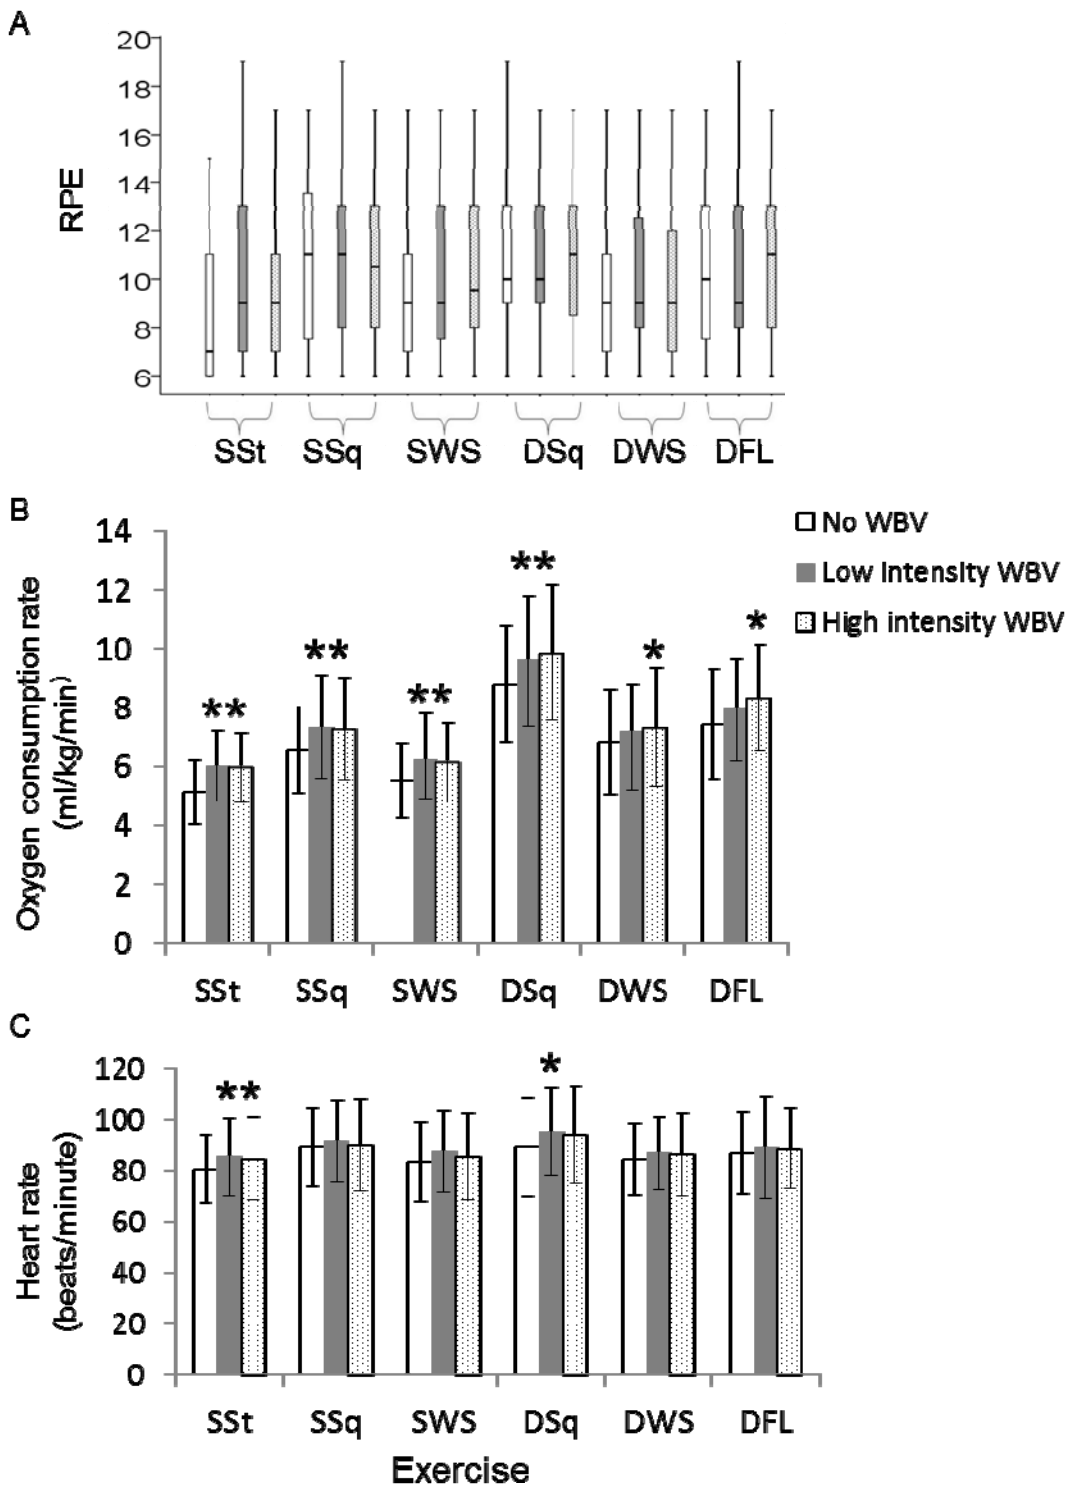 A
20
18
16
14
12
10
8
6
RPE
SSt SSq SWS DSq DWS DFL
B
14
12
10
8
6
4
2
0
Oxygen consumption rate
(ml/kg/min)
** ** ** ** * *
No WBV
Low intensity WBV
High intensity WBV
SSt SSq SWS DSq DWS DFL
C
120
100
80
60
40
20
0
Heart rate
(beats/minute)
** *
SSt SSq SWS DSq DWS DFL
Exercise